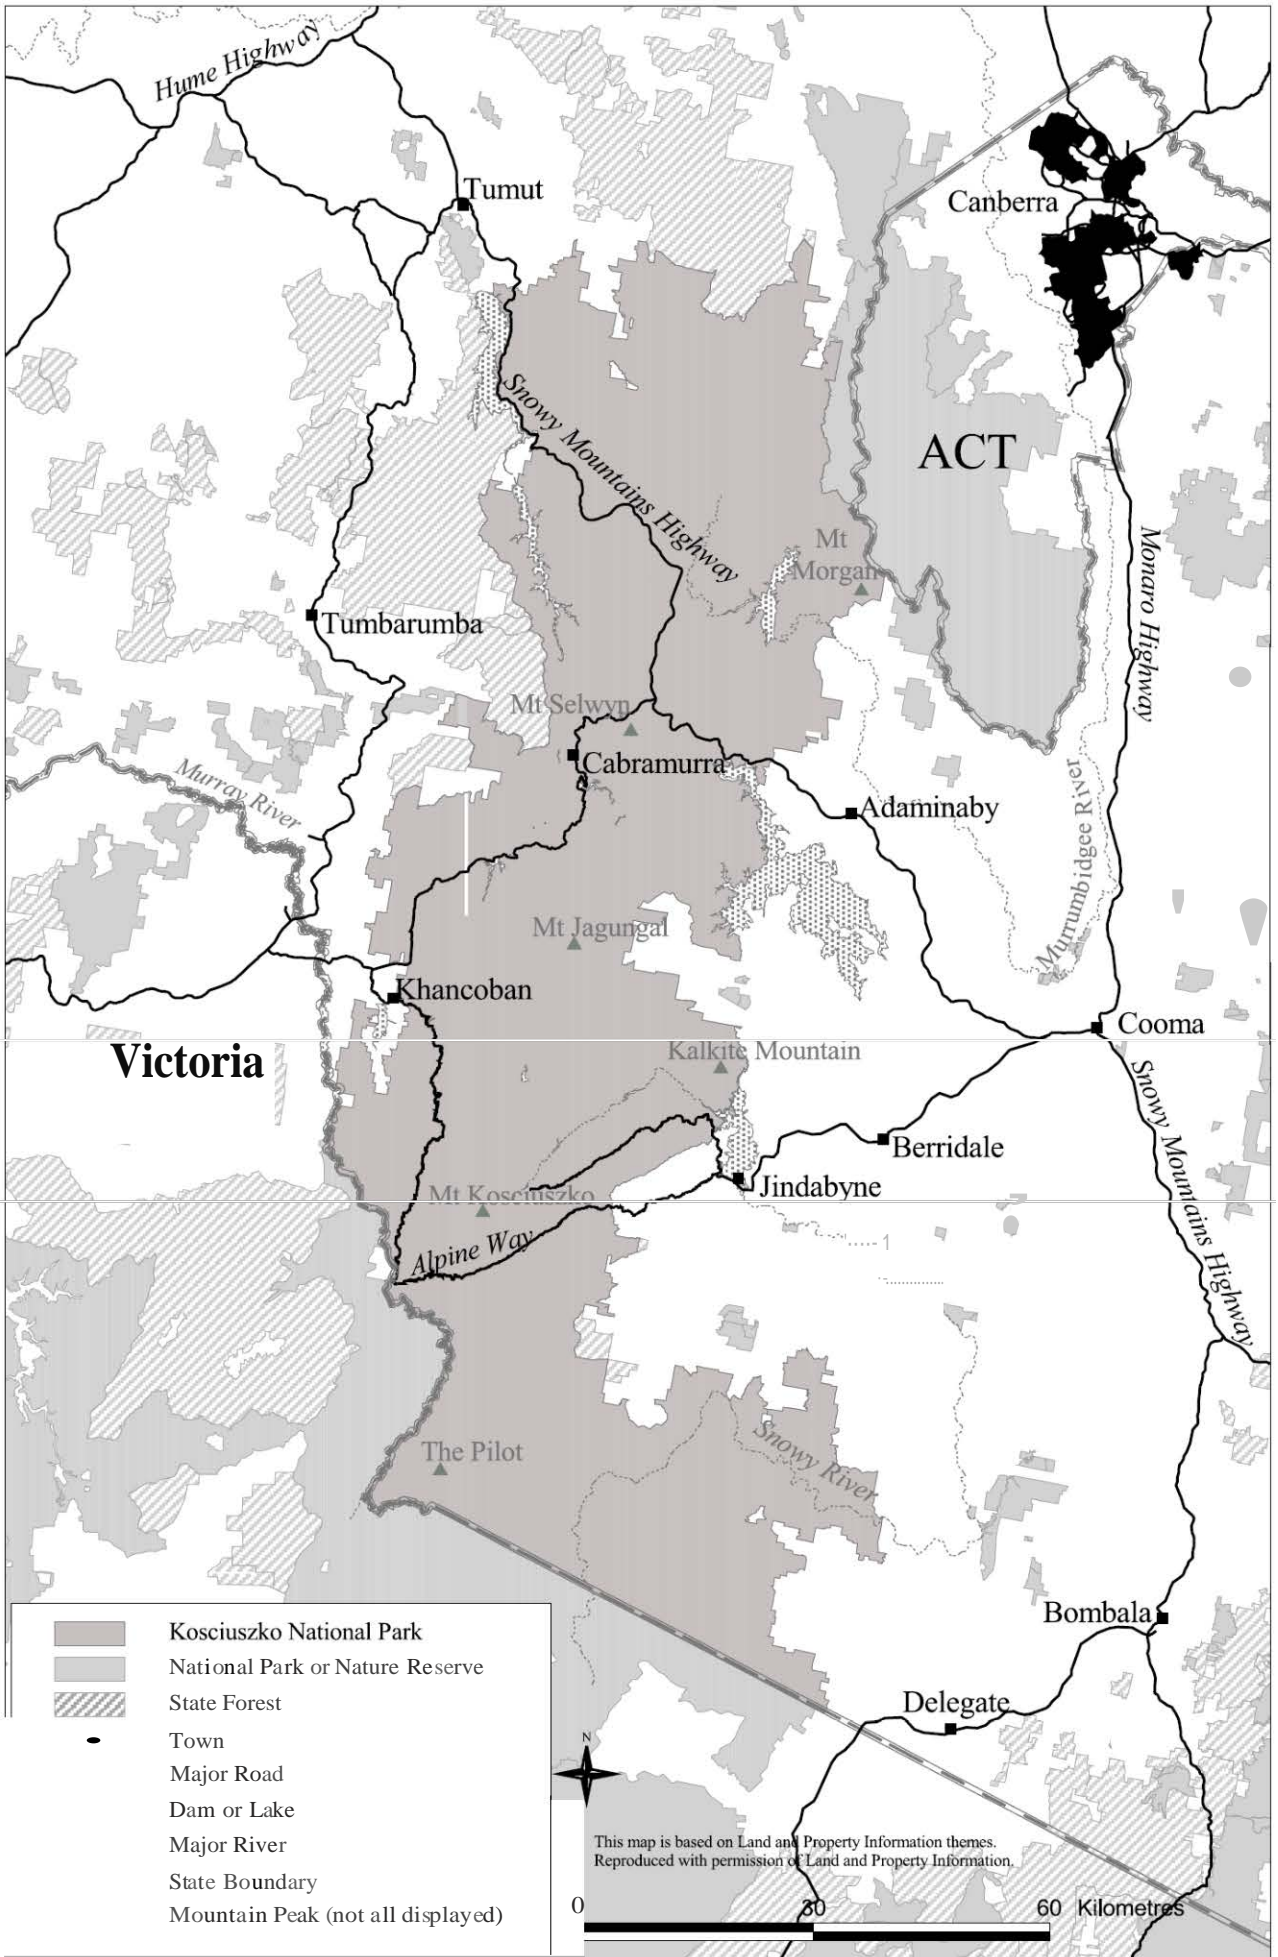 Hume Highway
Tumut
Canberra
Snowy Mountains Highway
ACT
Mt
Morgan
Monaro Highway
Tumbarumba
Mt Selwyn
Cabramurra
Murray River
Adaminaby
Murrumbidgee River
Mt Jagungal
Khancoban
Cooma
Victoria
Kalkite Mountain
Snowy Mountains Highway
Berridale
Jindabyne
Mt Kosciuszko
Alpine Way
1
Snowy River
The Pilot
Bombala
Delegate
Kosciuszko National Park
National Park or Nature Reserve
State Forest
Town
Major Road
Dam or Lake
Major River
State Boundary
Mountain Peak (not all displayed)
N
This map is based on Land and Property Information themes.
Reproduced with permission of Land and Property Information.
0 30 60 Kilometres